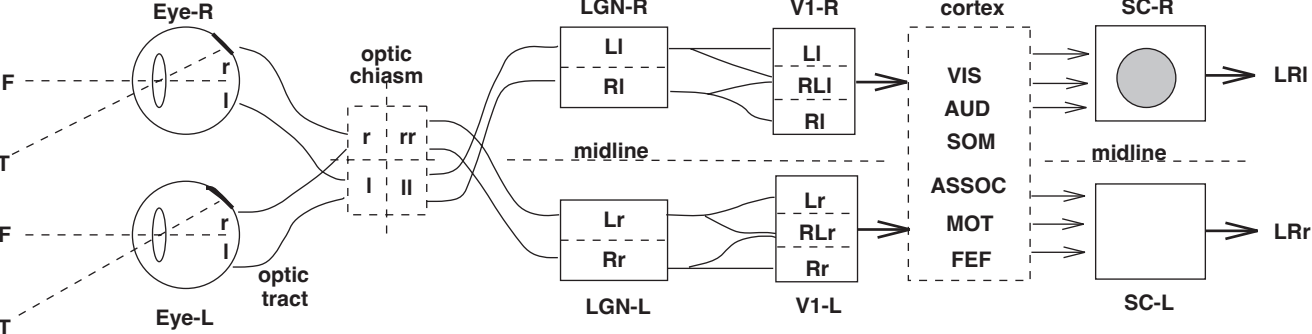 Eye-R
LGN-R
V1-R
cortex
SC-R
F
T
r
l
optic
chiasm
r
rr
l
ll
Ll
Rl
Ll
RLl
Rl
VIS
AUD
SOM
ASSOC
MOT
FEF
LRl
midline
midline
F
T
r
l
optic
tract
Eye-L
Lr
Rr
LGN-L
Lr
RLr
Rr
V1-L
SC-L
LRr